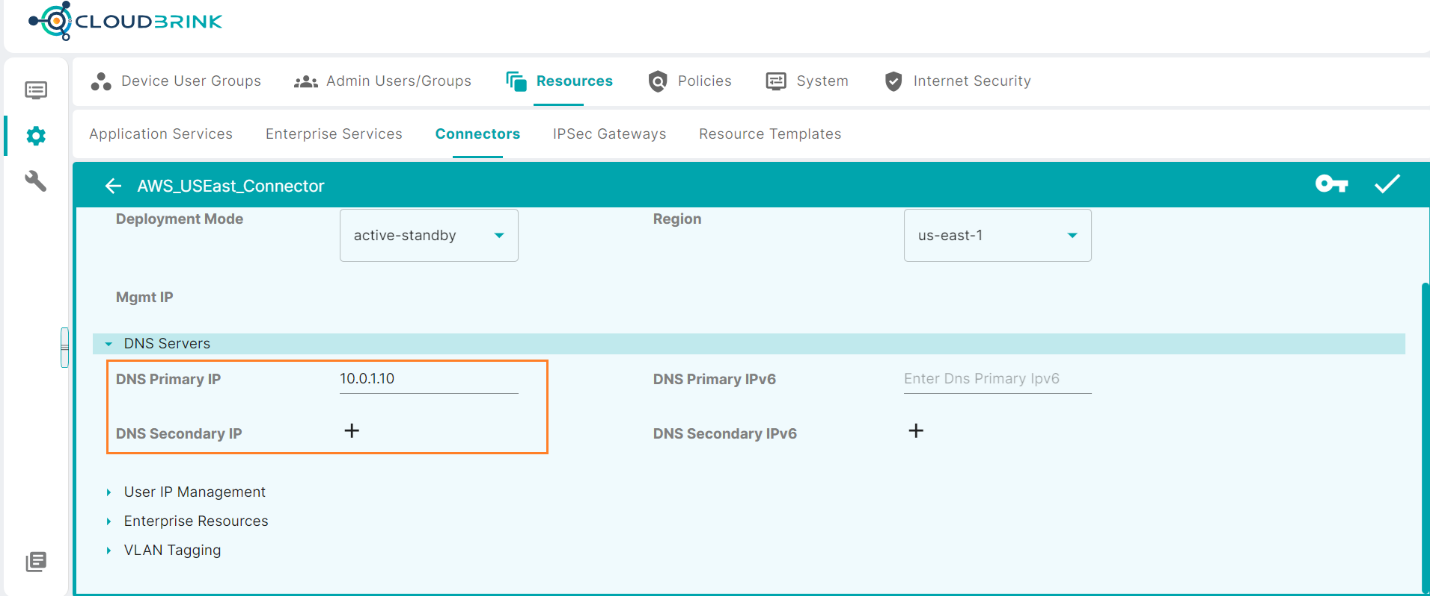 CLOUDBRINK
Device User Groups Admin Users/Groups Resources Policies System Internet Security
Application Services Enterprise Services Connectors IPSec Gateways Resource Templates
AWS_USEast_Connector
Deployment Mode active-standby Region us-east-1
Mgmt IP
DNS Servers
DNS Primary IP 10.0.1.10 DNS Primary IPv6 Enter Dns Primary Ipv6
DNS Secondary IP + DNS Secondary IPv6 +
User IP Management
Enterprise Resources
VLAN Tagging